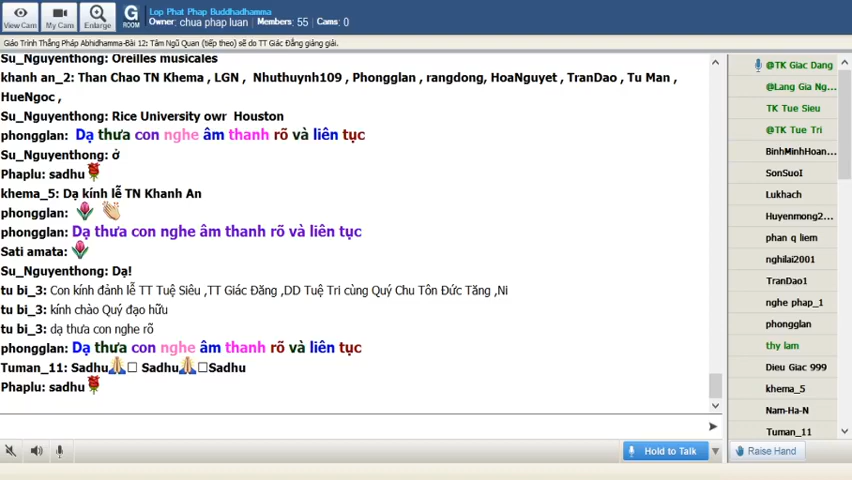 View Cam
My Cam
Enlarge
G
ROOM
Lop Phat Phap Buddhadhamma
Owner: chua phap luan Members: 55 Cams: 0
Giáo Trình Thắng Pháp Abhidhamma-Bài 12: Tâm Ngũ Quan (tiếp theo) sẽ do TT Giác Đẳng giảng giải.
Su_Nguyenthong: Oreilles musicales
khanh an_2: Than Chao TN Khema , LGN , Nhuthuynh109 , Phongglan , rangdong, HoaNguyet , TranDao , Tu Man ,
HueNgoc ,
Su_Nguyenthong: Rice University owr Houston
phongglan: Dạ thưa con nghe âm thanh rõ và liên tục
Su_Nguyenthong: ở
Phaplu: sadhu
khema_5: Dạ kính lễ TN Khanh An
phongglan:
phongglan: Dạ thưa con nghe âm thanh rõ và liên tục
Sati amata:
Su_Nguyenthong: Dạ!
tu bi_3: Con kính đảnh lễ TT Tuệ Siêu ,TT Giác Đăng ,DD Tuệ Tri cùng Quý Chu Tôn Đức Tăng ,Ni
tu bi_3: kính chào Quý đạo hữu
tu bi_3: dạ thưa con nghe rõ
phongglan: Dạ thưa con nghe âm thanh rõ và liên tục
Tuman_11: Sadhu Sadhu Sadhu
Phaplu: sadhu
@TK Giac Dang
@Lang Gia Ng...
TK Tue Sieu
@TK Tue Tri
BinhMinhHoan...
SonSuoI
Lukhach
Huyenmong2...
phan q liem
nghilai2001
TranDao1
nghe phap_1
phongglan
thy lam
Dieu Giac 999
khema_5
Nam-Ha-N
Tuman_11
Hold to Talk
Raise Hand